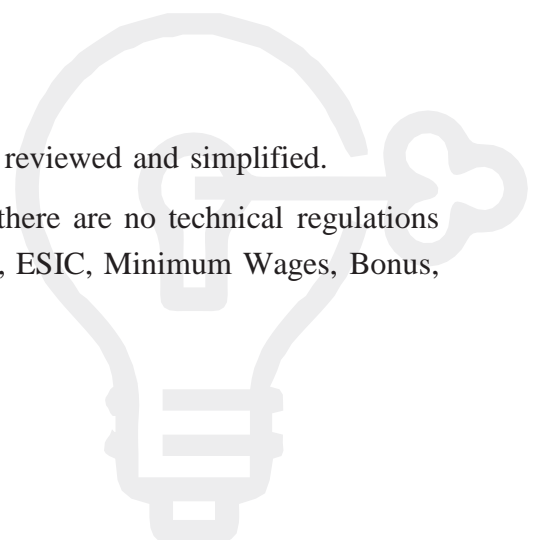 reviewed and simplified.
there are no technical regulations
, ESIC, Minimum Wages, Bonus,